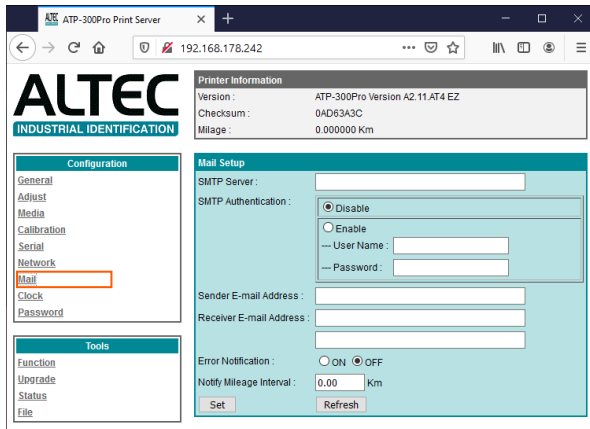 ATP-300Pro Print Server
192.168.178.242
ALTEC
INDUSTRIAL IDENTIFICATION
Printer Information
Version : ATP-300Pro Version A2.11.AT4 EZ
Checksum : 0AD63A3C
Milage : 0.000000 Km
Configuration
General
Adjust
Media
Calibration
Serial
Network
Mail
Clock
Password
Tools
Function
Upgrade
Status
File
Mail Setup
SMTP Server :
SMTP Authentication : Disable
Enable
--- User Name :
--- Password :
Sender E-mail Address :
Receiver E-mail Address :
Error Notification : ON OFF
Notify Mileage Interval : 0.00 Km
Set Refresh